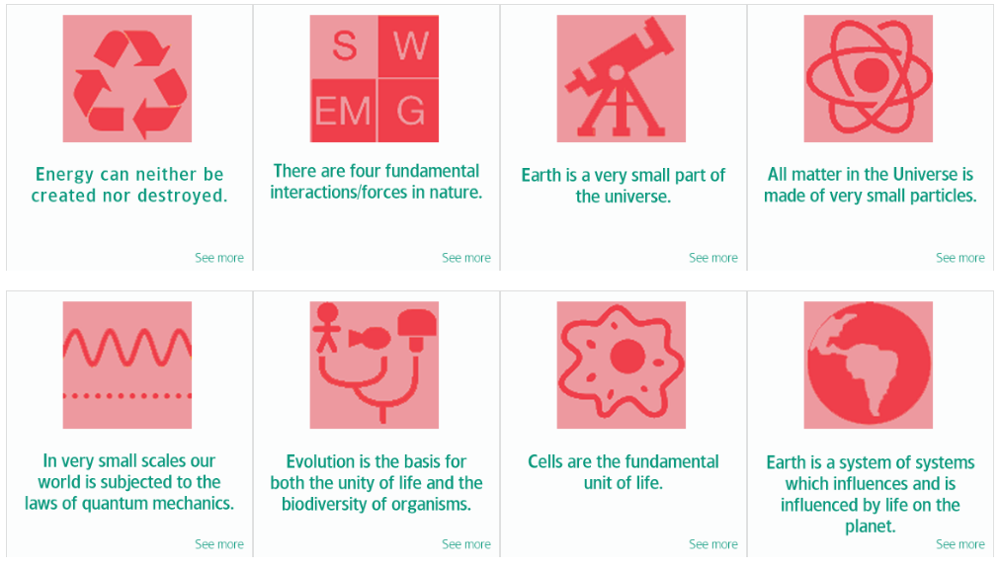 S W
EM G
Energy can neither be
created nor destroyed.
See more
There are four fundamental
interactions/forces in nature.
See more
Earth is a very small part of
the universe.
See more
All matter in the Universe is
made of very small particles.
See more
In very small scales our
world is subjected to the
laws of quantum mechanics.
See more
Evolution is the basis for
both the unity of life and the
biodiversity of organisms.
See more
Cells are the fundamental
unit of life.
See more
Earth is a system of systems
which influences and is
influenced by life on the
planet.
See more